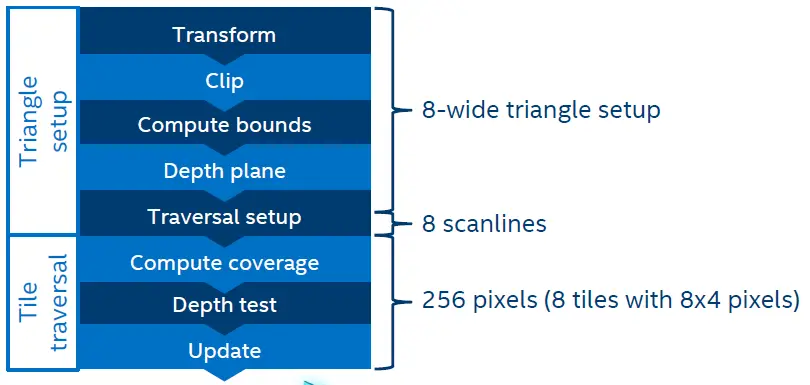 Triangle
setup
Transform
Clip
Compute bounds
Depth plane
Traversal setup
8-wide triangle setup
8 scanlines
Tile
traversal
Compute coverage
Depth test
Update
256 pixels (8 tiles with 8x4 pixels)